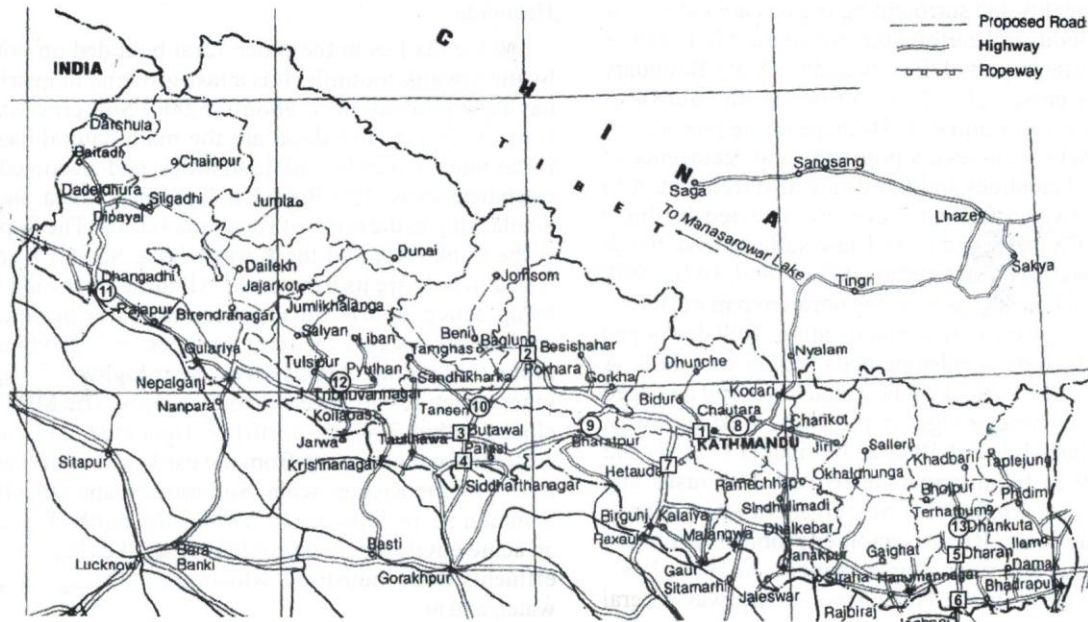 Proposed Road
Highway
Ropeway
INDIA
C H I N A
T I B E T
Darchula
Baitadi
Chainpur
Dadeldhura
Dipayal
Silgadhi
Jumla
Sangsang
Saga
To Manasarowar Lake
Lhaze
Sakya
Tingri
Dunai
Dailekh
Jajarkot
Jomsom
Dhangadhi
11
Rajapur
Birendranagar
Jumlikhalanga
Salyan
Liban
Beni
Baglung
2
Besishahar
Tamghas
Pokhara
Dhunche
Nyalam
Gulariya
Tulsipur
Pyuthan
Sandhikharka
Gorkha
Kodari
Nepalganj
12
Tribhuvannagar
Bidur
Chautara
Nanpara
Koilabas
Tansen
10
9
1
8
Charikot
Jarwa
Taulihawa
3
Butawal
Bharatpur
KATHMANDU
Jiri
Salleri
Khadbari
Taplejung
Sitapur
Krishnanagar
Parasi
4
Hetauda
7
Okhaldhunga
Siddharthanagar
Ramechhap
Bhojpur
Phidim
Sindhulimadi
Terhathum
Birgunj
Kalaiya
13
Dhankuta
Raxaul
Malangwa
Dhalkebar
Ilam
Basti
Janakpur
Gaighat
5
Dharan
Bara
Banki
Lucknow
Gorakhpur
Gaur
Siraha
Hanumannagar
Damak
Sitamarhi
Bhadrapur
Jaleswar
Rajbiraj
6